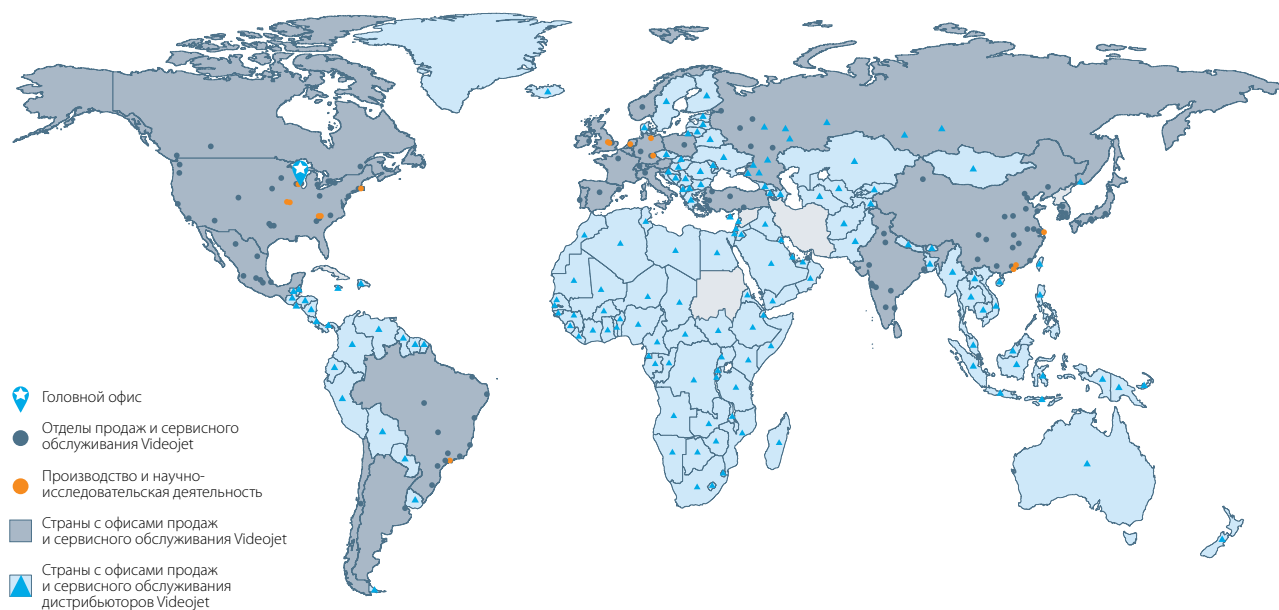 Головной офис
Отделы продаж и сервисного
обслуживания Videojet
Производство и научно-
исследовательская деятельность
Страны с офисами продаж
и сервисного обслуживания Videojet
Страны с офисами продаж
и сервисного обслуживания
дистрибьюторов Videojet